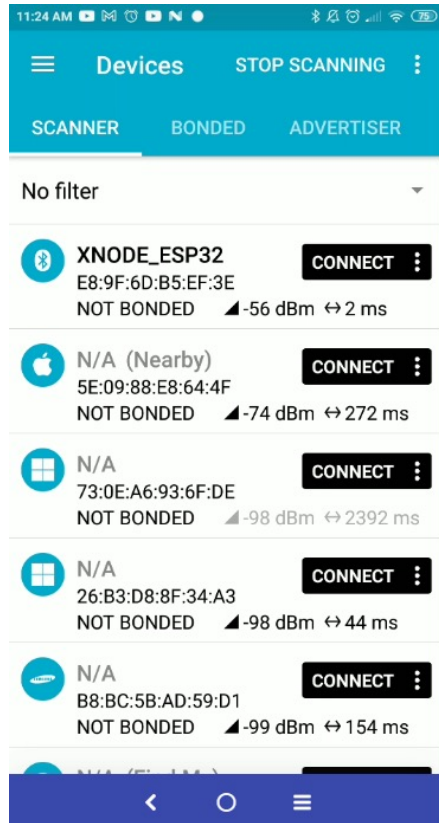 11:24 AM 75
Devices STOP SCANNING
SCANNER BONDED ADVERTISER
No filter
XNODE_ESP32 CONNECT
E8:9F:6D:B5:EF:3E
NOT BONDED -56 dBm ↔2 ms
N/A (Nearby) CONNECT
5E:09:88:E8:64:4F
NOT BONDED -74 dBm ↔272 ms
N/A CONNECT
73:0E:A6:93:6F:DE
NOT BONDED -98 dBm ↔2392 ms
N/A CONNECT
26:B3:D8:8F:34:A3
NOT BONDED -98 dBm ↔44 ms
N/A CONNECT
B8:BC:5B:AD:59:D1
NOT BONDED -99 dBm ↔154 ms